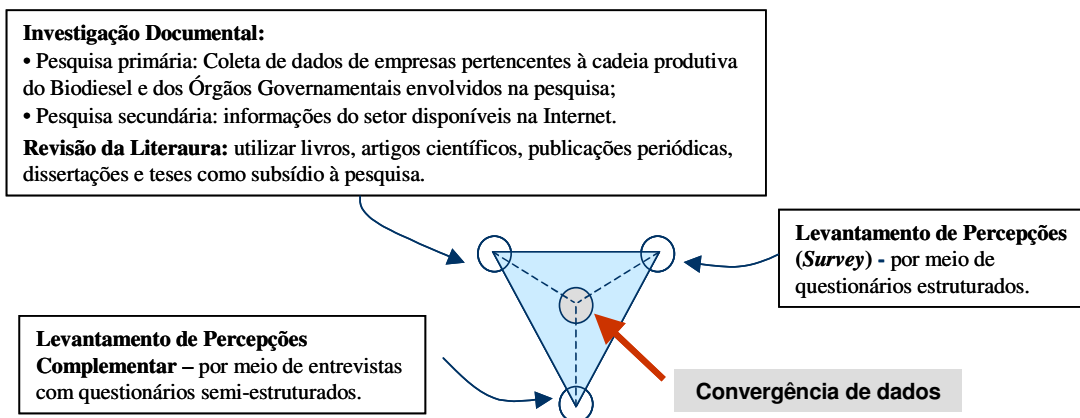 Investigação Documental:
• Pesquisa primária: Coleta de dados de empresas pertencentes à cadeia produtiva
do Biodiesel e dos Órgãos Governamentais envolvidos na pesquisa;
• Pesquisa secundária: informações do setor disponíveis na Internet.
Revisão da Literaura: utilizar livros, artigos científicos, publicações periódicas,
dissertações e teses como subsídio à pesquisa.
Levantamento de Percepções
(Survey) - por meio de
questionários estruturados.
Levantamento de Percepções
Complementar – por meio de entrevistas
com questionários semi-estruturados.
Convergência de dados